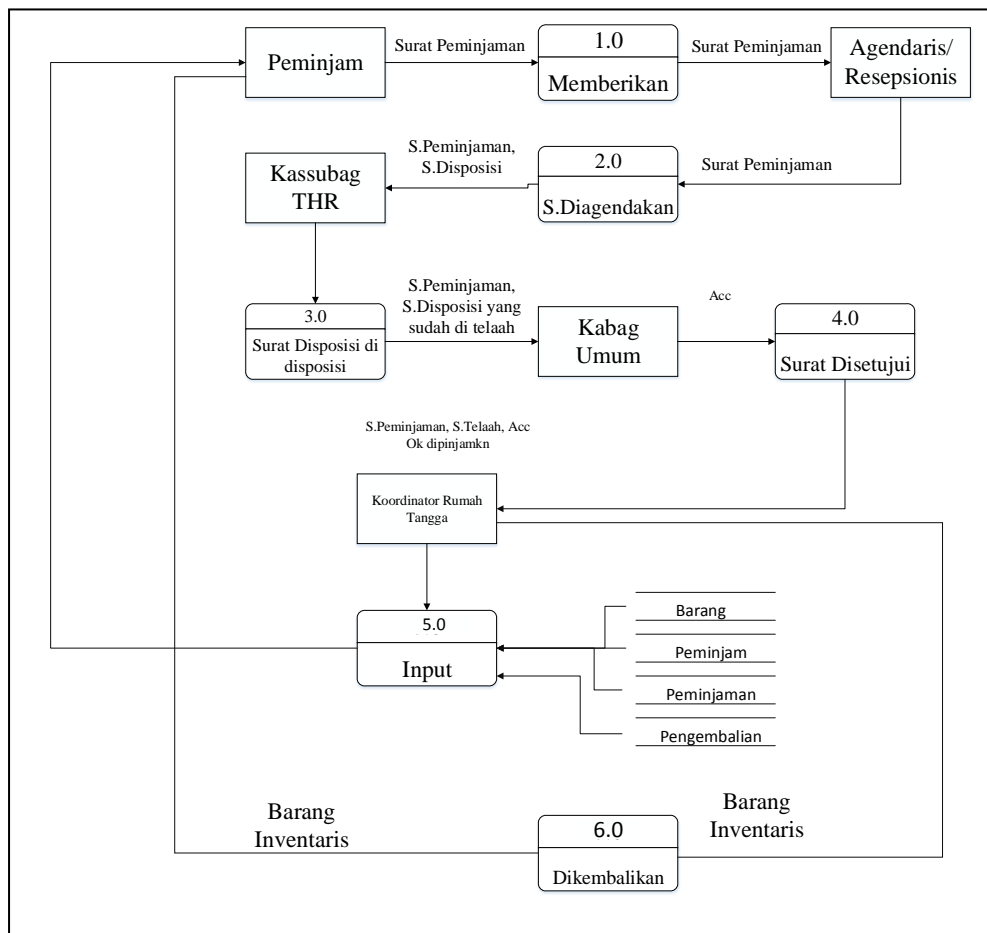 Peminjam
Surat Peminjaman
1.0
Memberikan
Surat Peminjaman
Agendaris/
Resepsionis
Kassubag
THR
S.Peminjaman,
S.Disposisi
2.0
S.Diagendakan
Surat Peminjaman
3.0
Surat Disposisi di
disposisi
S.Peminjaman,
S.Disposisi yang
sudah di telaah
Kabag
Umum
Acc
4.0
Surat Disetujui
S.Peminjaman, S.Telaah, Acc
Ok dipinjamkn
Koordinator Rumah
Tangga
5.0
Input
Barang
Peminjam
Peminjaman
Pengembalian
Barang
Inventaris
6.0
Dikembalikan
Barang
Inventaris